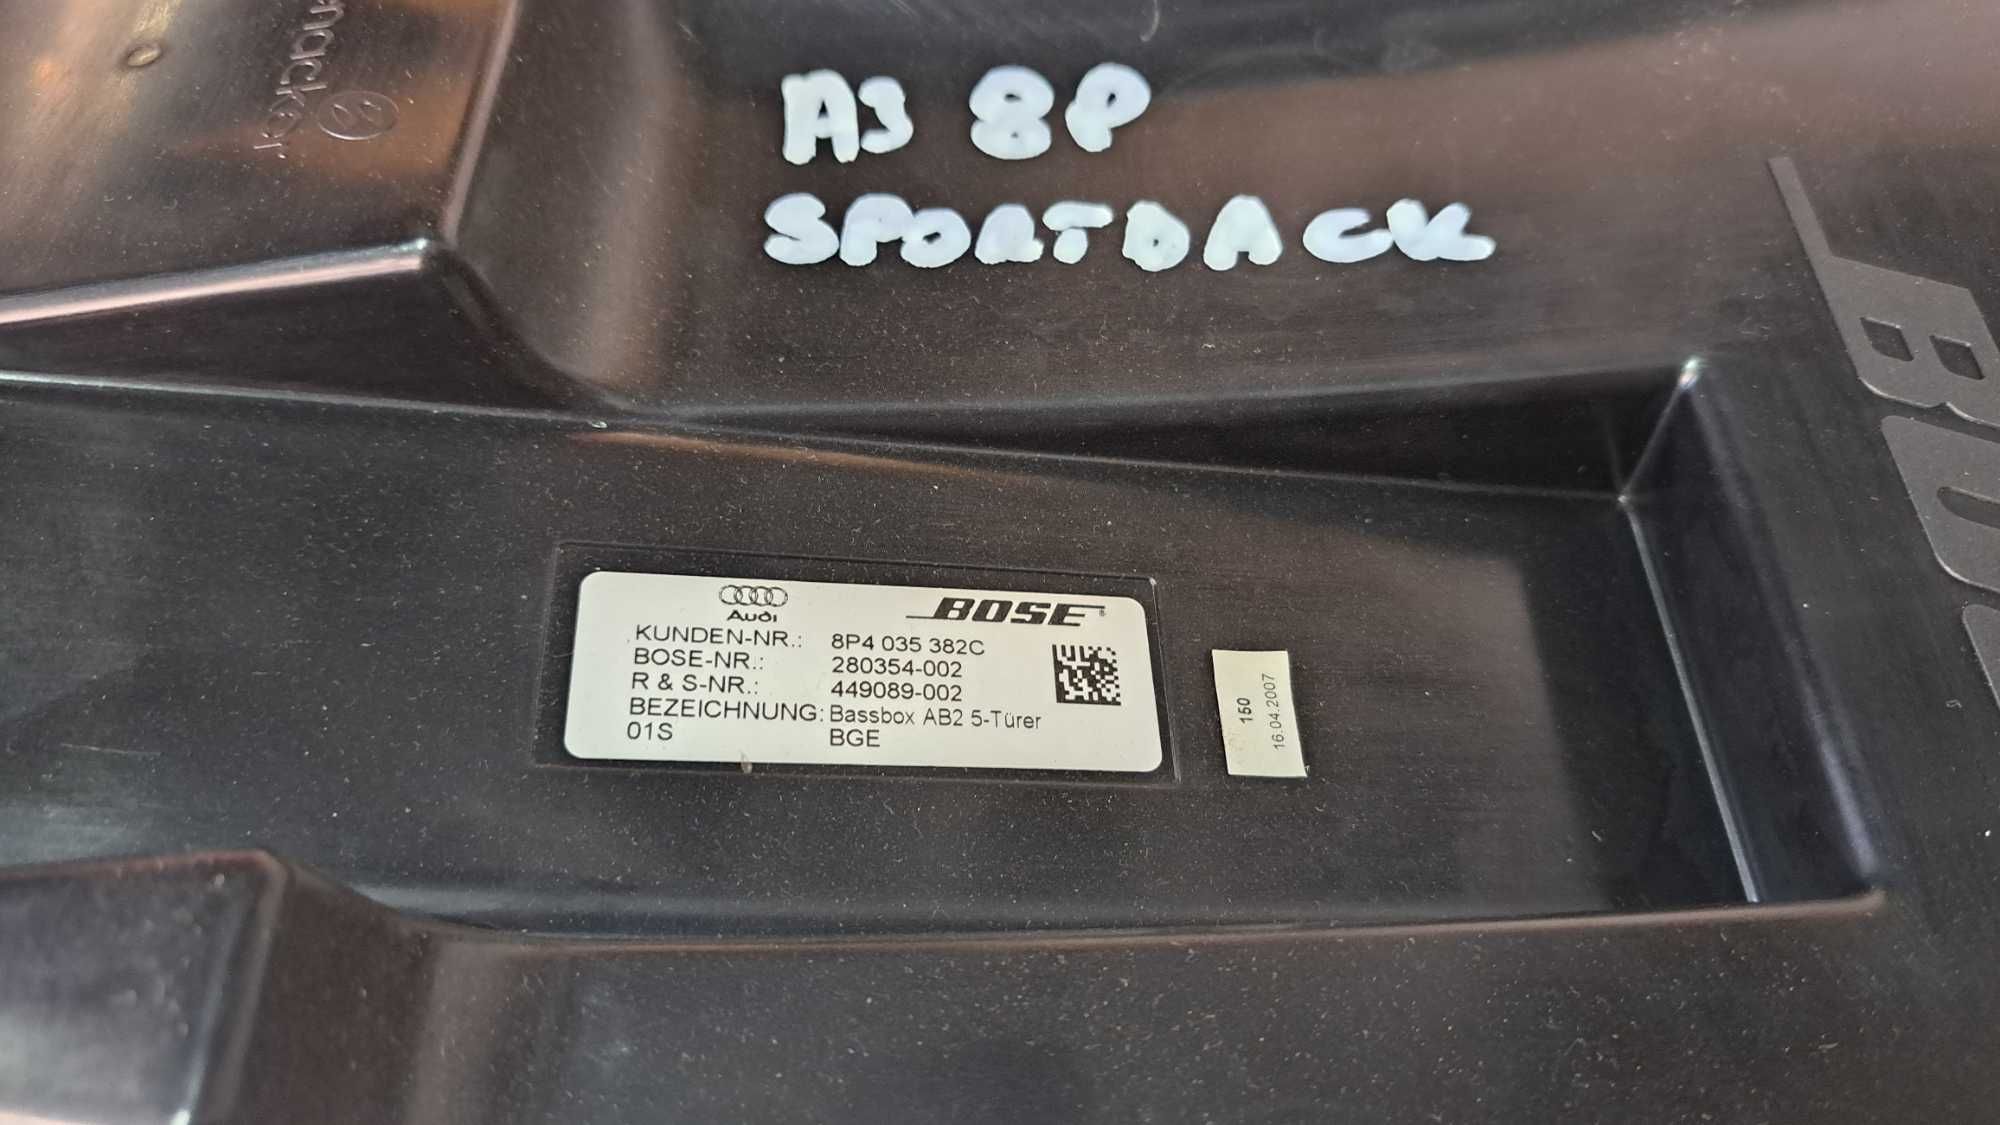 A3 8P
SPORTBACK
Audi
BOSE®
KUNDEN-NR.: 8P4 035 382C
BOSE-NR.: 280354-002
R & S-NR.: 449089-002
BEZEICHNUNG: Bassbox AB2 5-Türer
01S BGE
150
16.04.2007